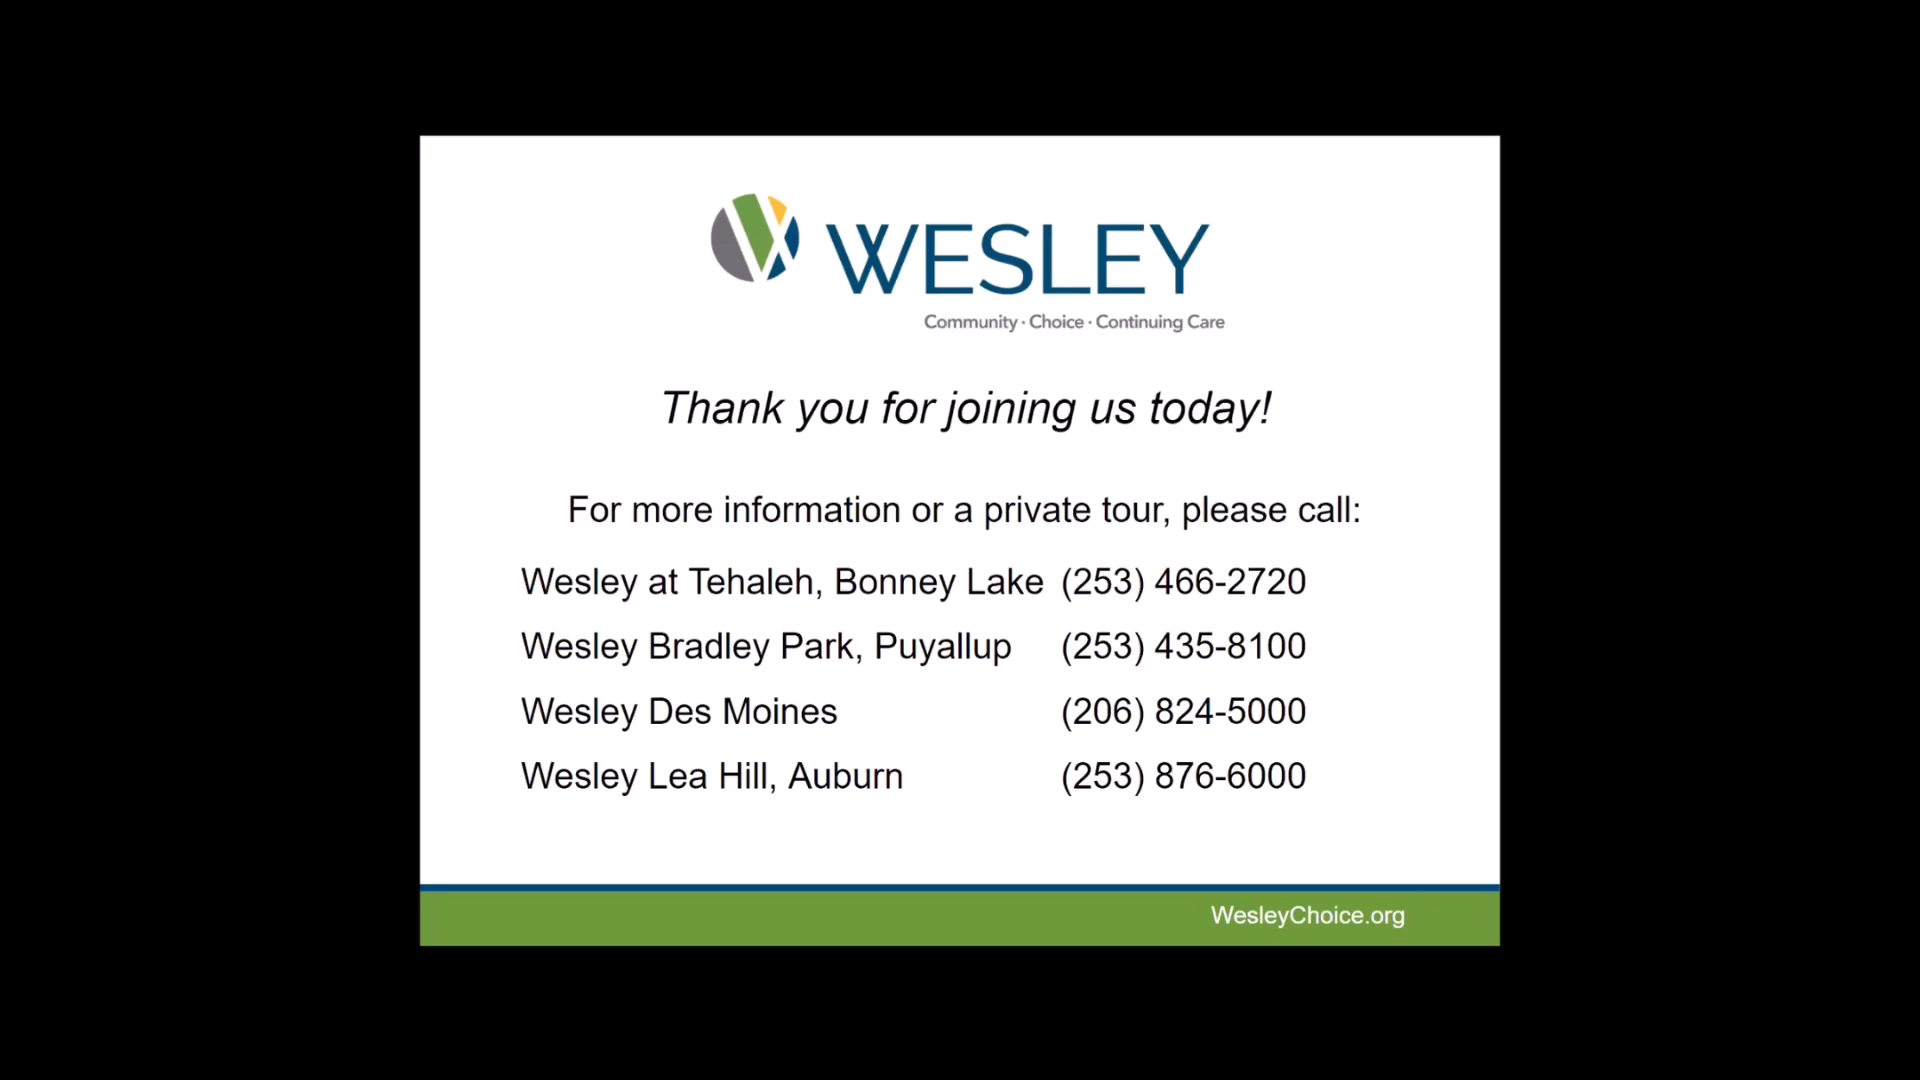 WESLEY
Community · Choice · Continuing Care
Thank you for joining us today!
For more information or a private tour, please call:
Wesley at Tehaleh, Bonney Lake (253) 466-2720
Wesley Bradley Park, Puyallup (253) 435-8100
Wesley Des Moines (206) 824-5000
Wesley Lea Hill, Auburn (253) 876-6000
WesleyChoice.org